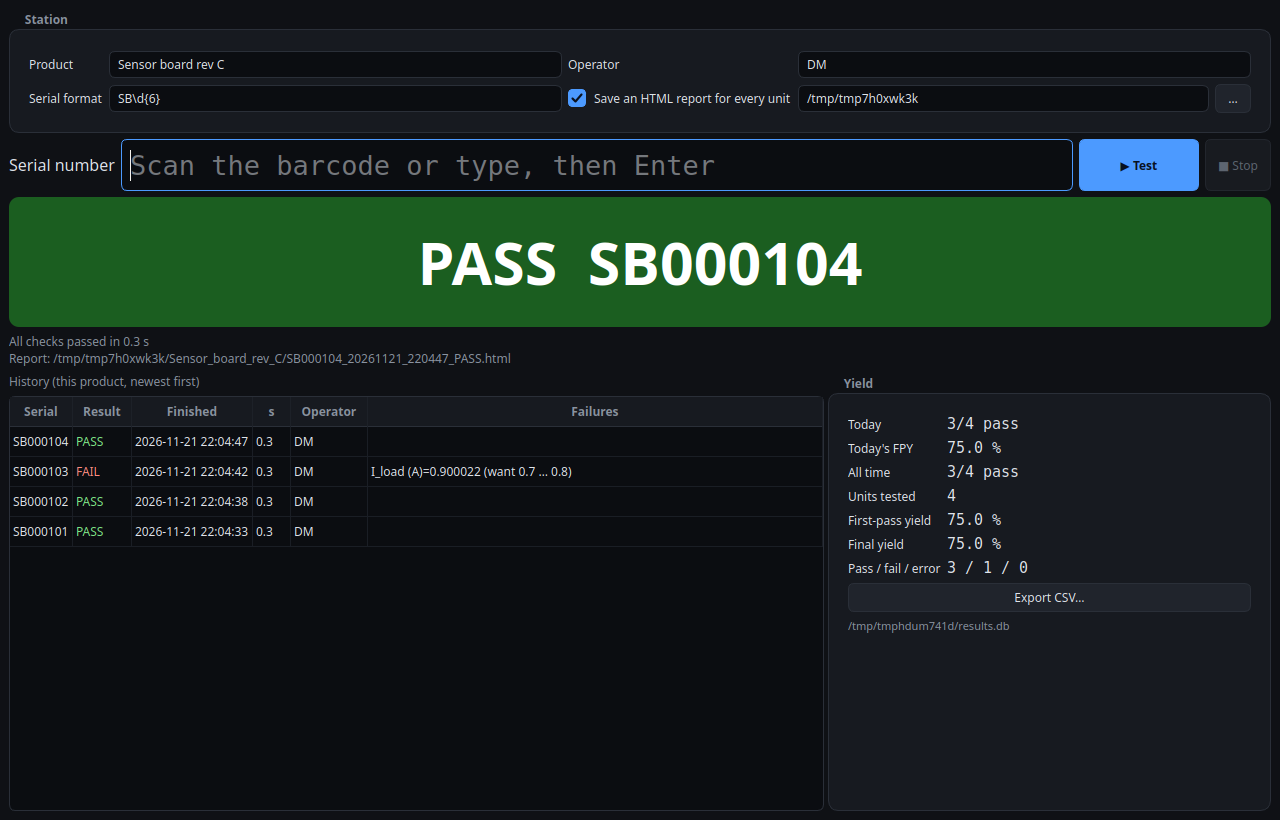 Station
Product Sensor board rev C Operator DM
Serial format SB\d{6} Save an HTML report for every unit /tmp/tmp7h0xwk3k ...
Serial number Scan the barcode or type, then Enter ▶ Test ■ Stop
PASS SB000104
All checks passed in 0.3 s
Report: /tmp/tmp7h0xwk3k/Sensor_board_rev_C/SB000104_20261121_220447_PASS.html
History (this product, newest first)
Serial Result Finished s Operator Failures
SB000104 PASS 2026-11-21 22:04:47 0.3 DM
SB000103 FAIL 2026-11-21 22:04:42 0.3 DM I_load (A)=0.900022 (want 0.7 ... 0.8)
SB000102 PASS 2026-11-21 22:04:38 0.3 DM
SB000101 PASS 2026-11-21 22:04:33 0.3 DM
Yield
Today 3/4 pass
Today's FPY 75.0 %
All time 3/4 pass
Units tested 4
First-pass yield 75.0 %
Final yield 75.0 %
Pass / fail / error 3 / 1 / 0
Export CSV...
/tmp/tmphdum741d/results.db